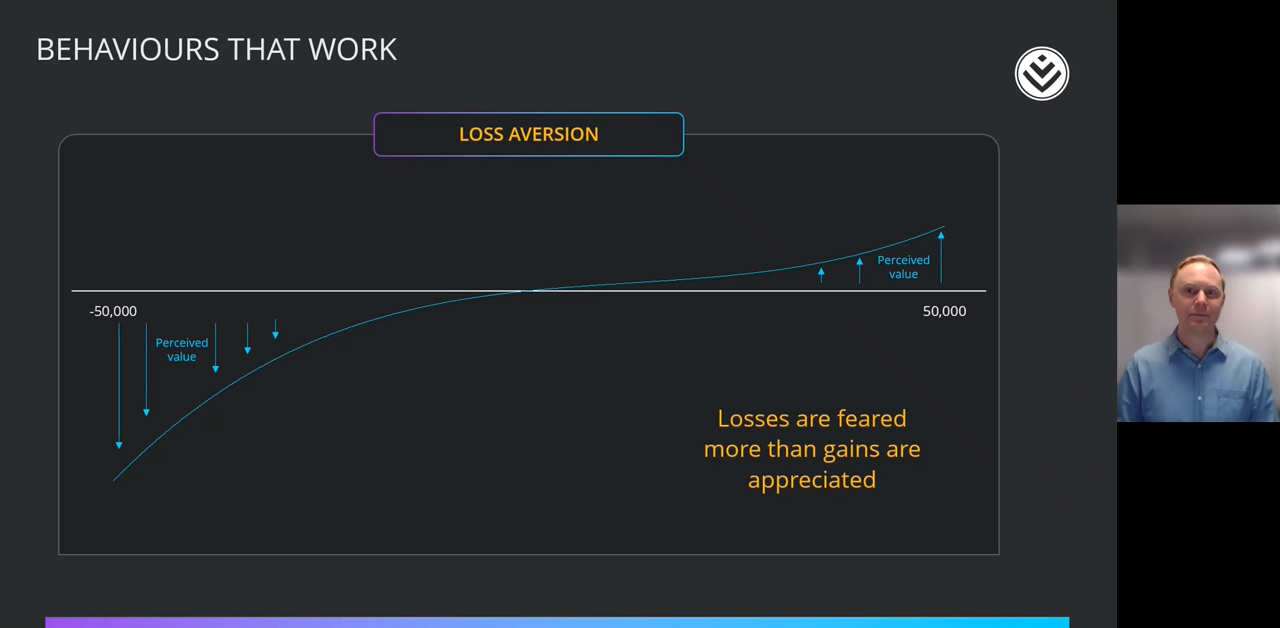 BEHAVIOURS THAT WORK
LOSS AVERSION
Perceived
value
-50,000
50,000
Perceived
value
Losses are feared
more than gains are
appreciated